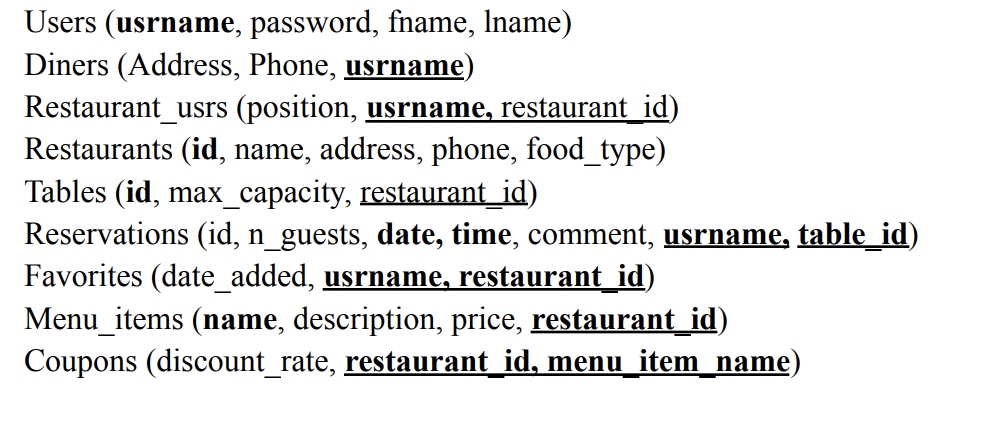 Users (usrname, password, fname, lname)
Diners (Address, Phone, usrname)
Restaurant_usrs (position, usrname, restaurant_id)
Restaurants (id, name, address, phone, food_type)
Tables (id, max_capacity, restaurant_id)
Reservations (id, n_guests, date, time, comment, usrname, table_id)
Favorites (date_added, usrname, restaurant_id)
Menu_items (name, description, price, restaurant_id)
Coupons (discount_rate, restaurant_id, menu_item_name)